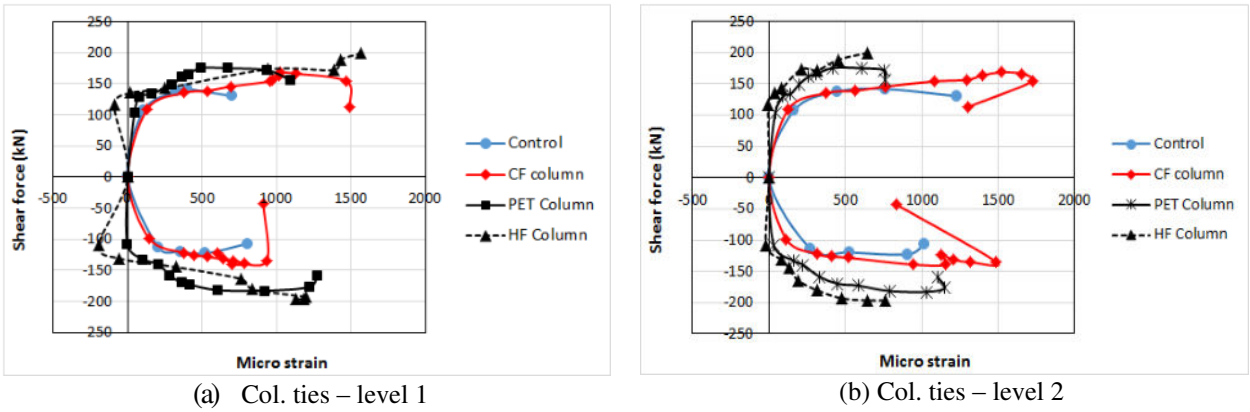 250
200
150
100
50
0
-50
-100
-150
-200
250
-500
0
500
1000
1500
2000
Shear force (kN)
Micro strain
Control
CF column
PET Column
HF Column
(a) Col. ties – level 1
250
200
150
100
50
0
-50
-100
-150
-200
-250
-500
0
500
1000
1500
2000
Shear force (kN)
Micro strain
Control
CF column
PET Column
HF Column
(b) Col. ties – level 2